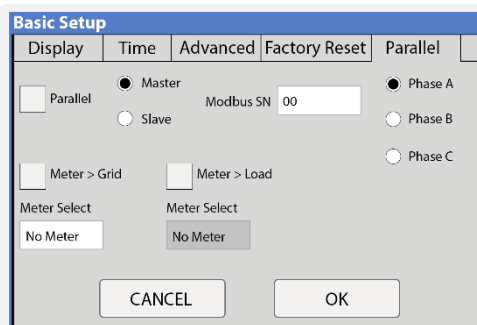 Basic Setup
Display Time Advanced Factory Reset Parallel
Parallel
Master
Slave
Modbus SN 00
Phase A
Phase B
Phase C
Meter > Grid
Meter > Load
Meter Select
Meter Select
No Meter
No Meter
CANCEL
OK